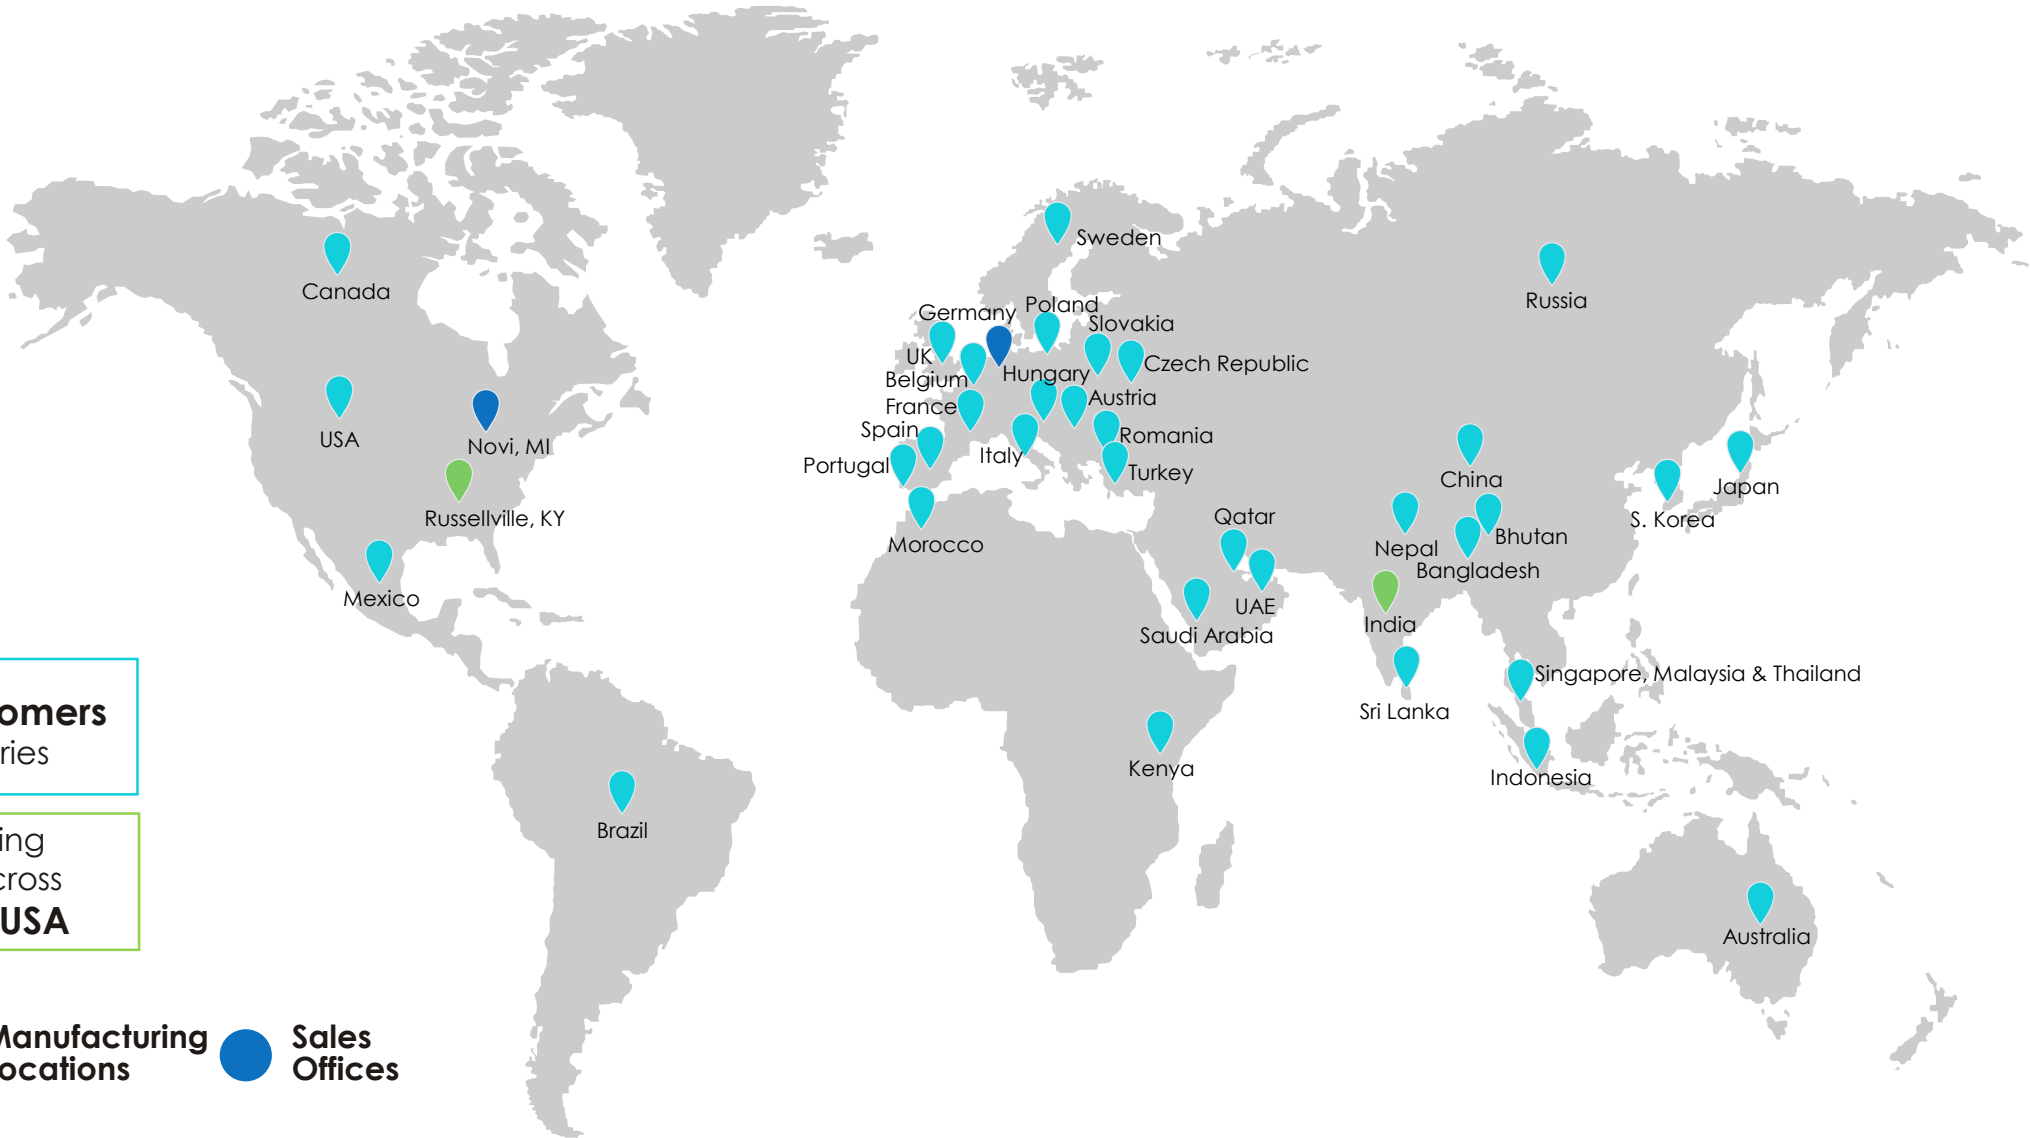 Sweden
Canada
Russia
Germany
Poland
Slovakia
UK
Czech Republic
Hungary
Belgium
Austria
France
Spain
Romania
USA
Novi, MI
Italy
Portugal
Turkey
China
Japan
Russellville, KY
Qatar
S. Korea
Morocco
Nepal
Bhutan
Bangladesh
Mexico
UAE
India
Saudi Arabia
Singapore, Malaysia & Thailand
Sri Lanka
omers
ries
Kenya
Indonesia
Brazil
ing
cross
USA
Australia
Manufacturing
ocations
Sales
Offices